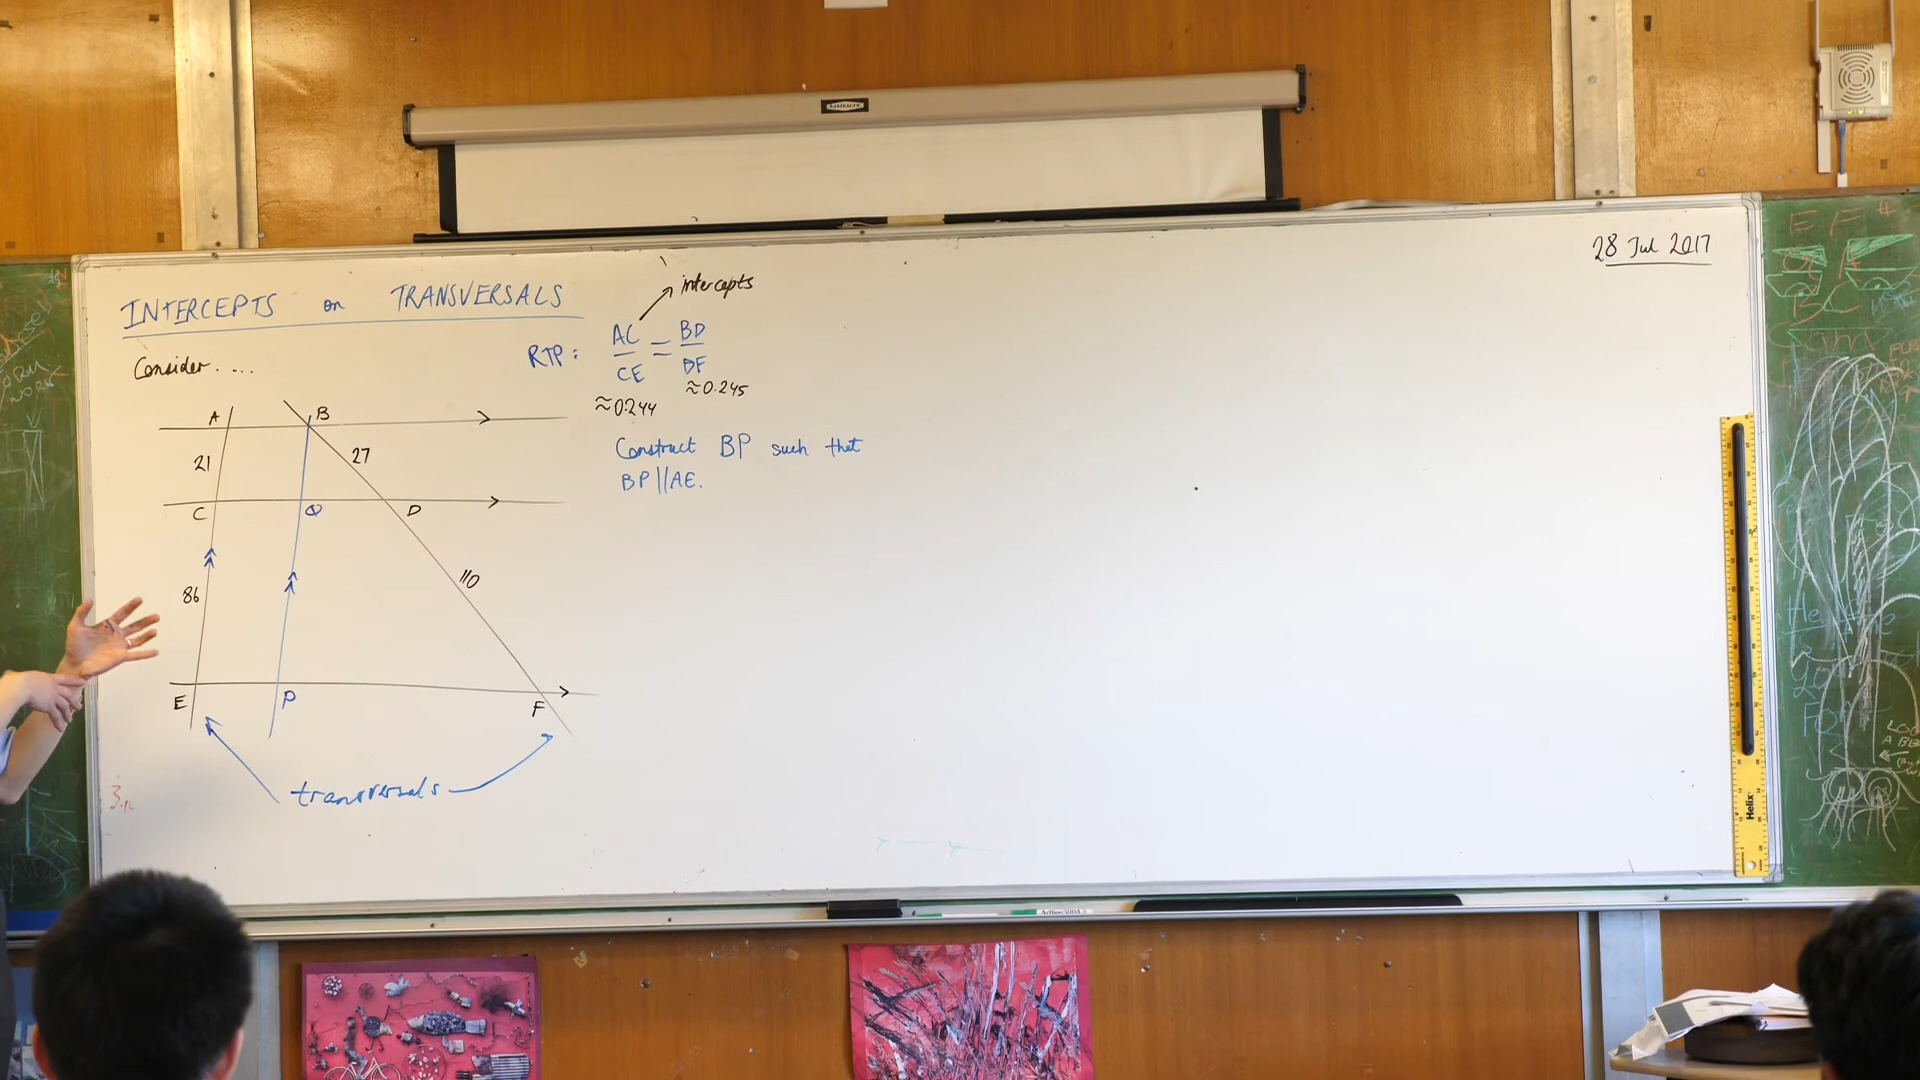 28 Jul 2017
INTERCEPTS on TRANSVERSALS
intercepts
Consider....
RTP: AC/CE = BD/DF
≈0.244 ≈0.245
Construct BP such that
BP||AE.
A B
21 27
C Q D
86 110
E P F
transversals
Helix